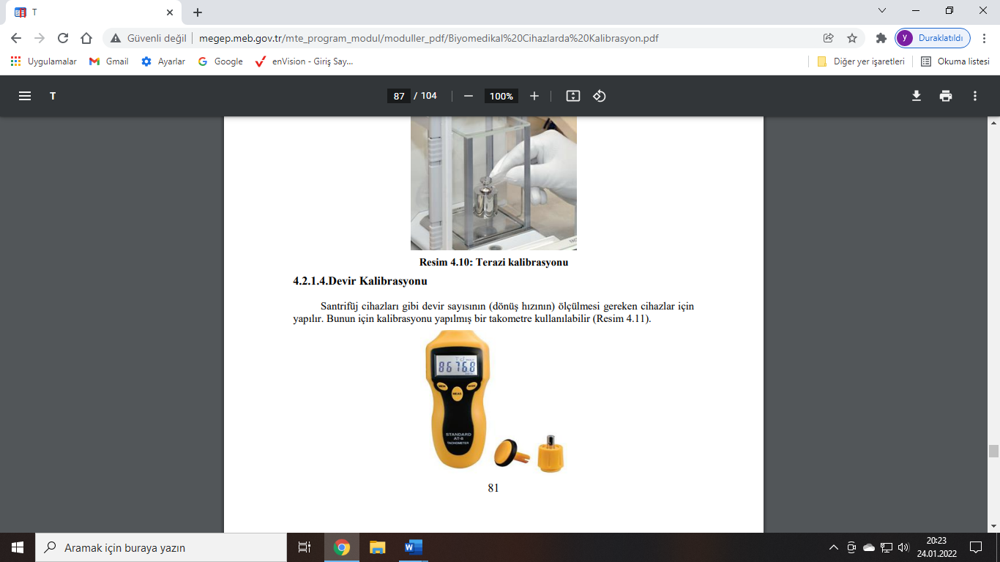 T
Güvenli değil
megep.meb.gov.tr/mte_program_modul/moduller_pdf/Biyomedikal%20Cihazlarda%20Kalibrasyon.pdf
y Duraklatıldı
Uygulamalar Gmail Ayarlar G Google enVision - Giriş Say... Diğer yer işaretleri Okuma listesi
T 87 / 104 100%
Resim 4.10: Terazi kalibrasyonu
4.2.1.4.Devir Kalibrasyonu
Santrifüj cihazları gibi devir sayısının (dönüş hızının) ölçülmesi gereken cihazlar için
yapılır. Bunun için kalibrasyonu yapılmış bir takometre kullanılabilir (Resim 4.11).
8676.8
MEAS
STANDARD
AT-8
TACHOMETER
81
Aramak için buraya yazın
W
20:23
24.01.2022